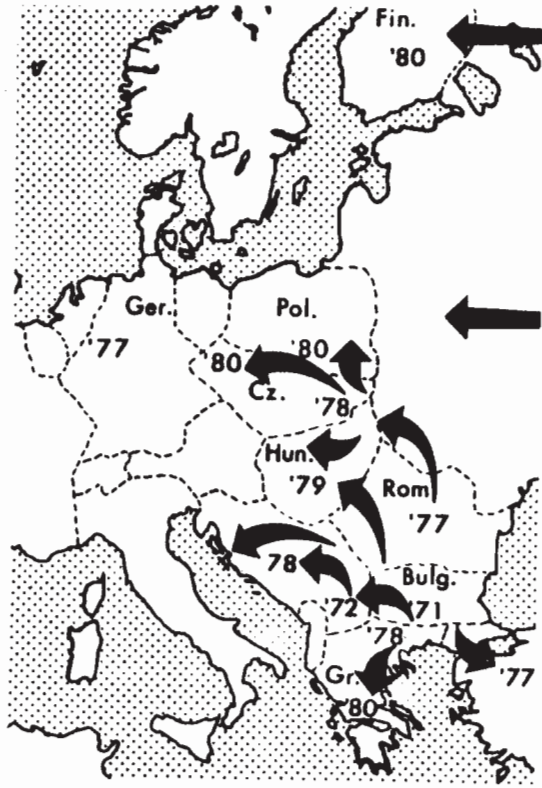 Fin.
'80
Ger.
'77
Pol.
'80
'80
Cz.
'78
Hun.
'79
Rom.
'77
78
Bulg.
'72
'71
'78
Gr.
'80
'77